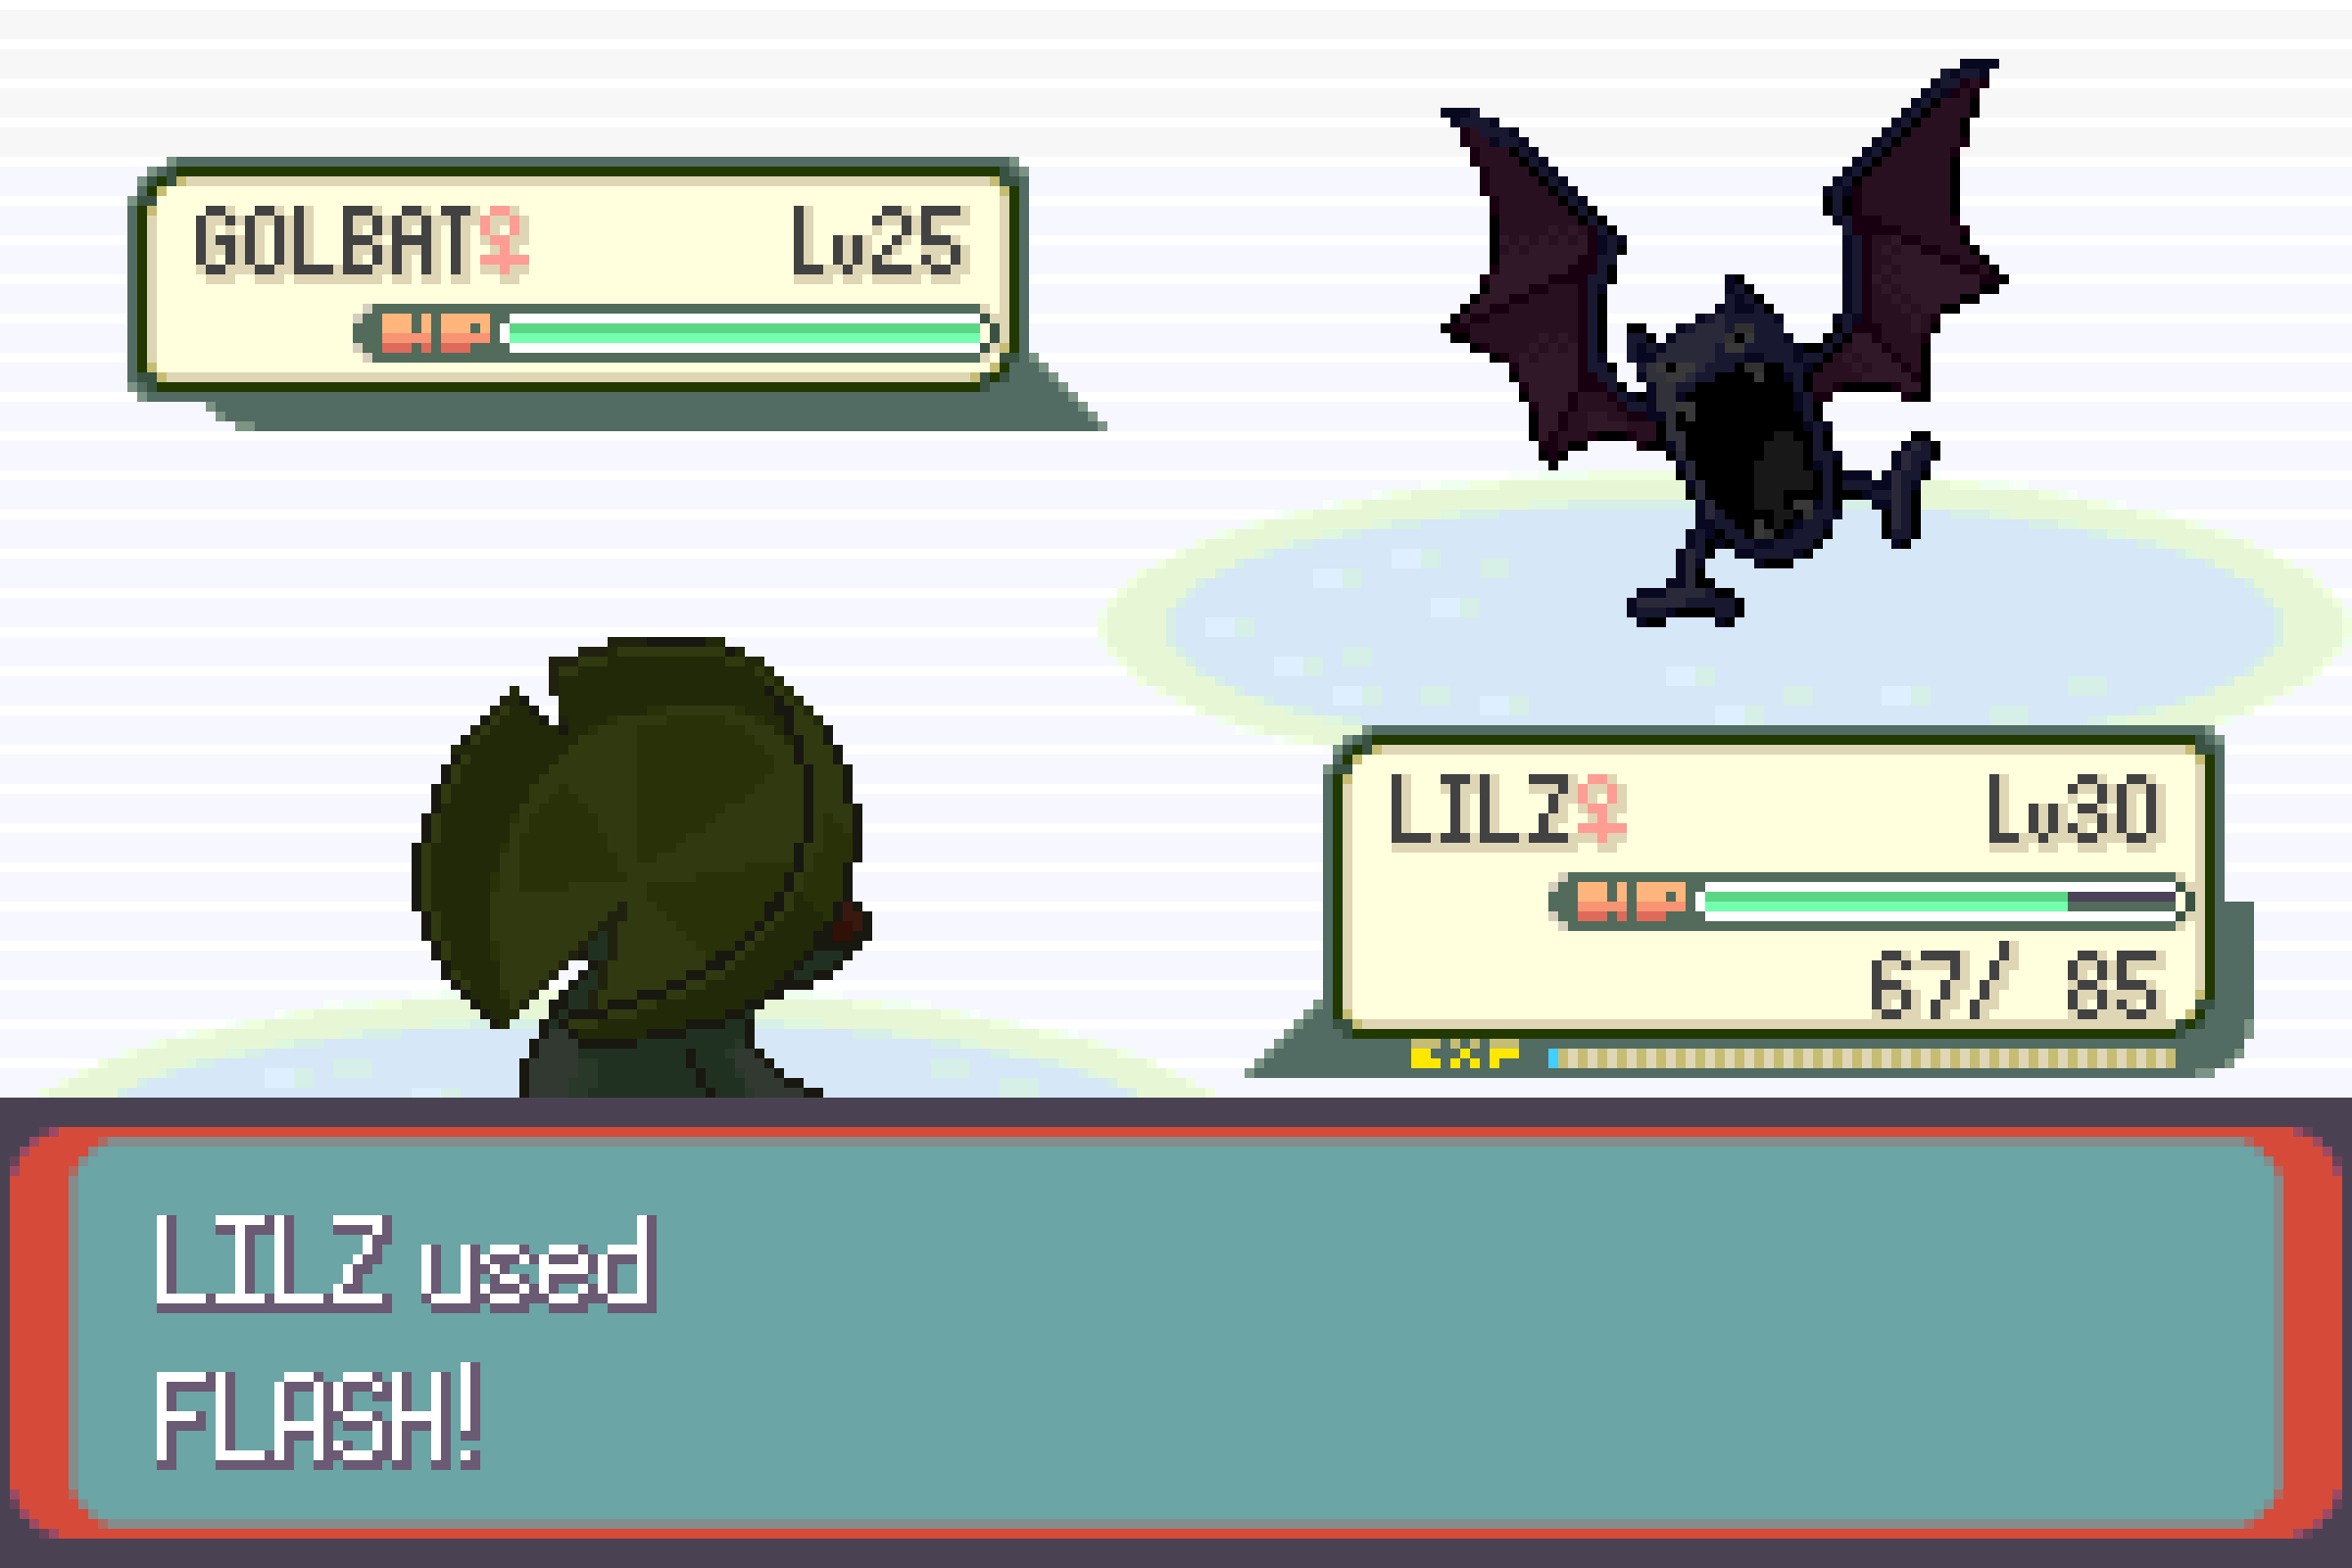 GOLBAT♀ Lv25
HP
LILZ♀ Lv30
HP
67/ 85
EXP
LILZ used
FLASH!